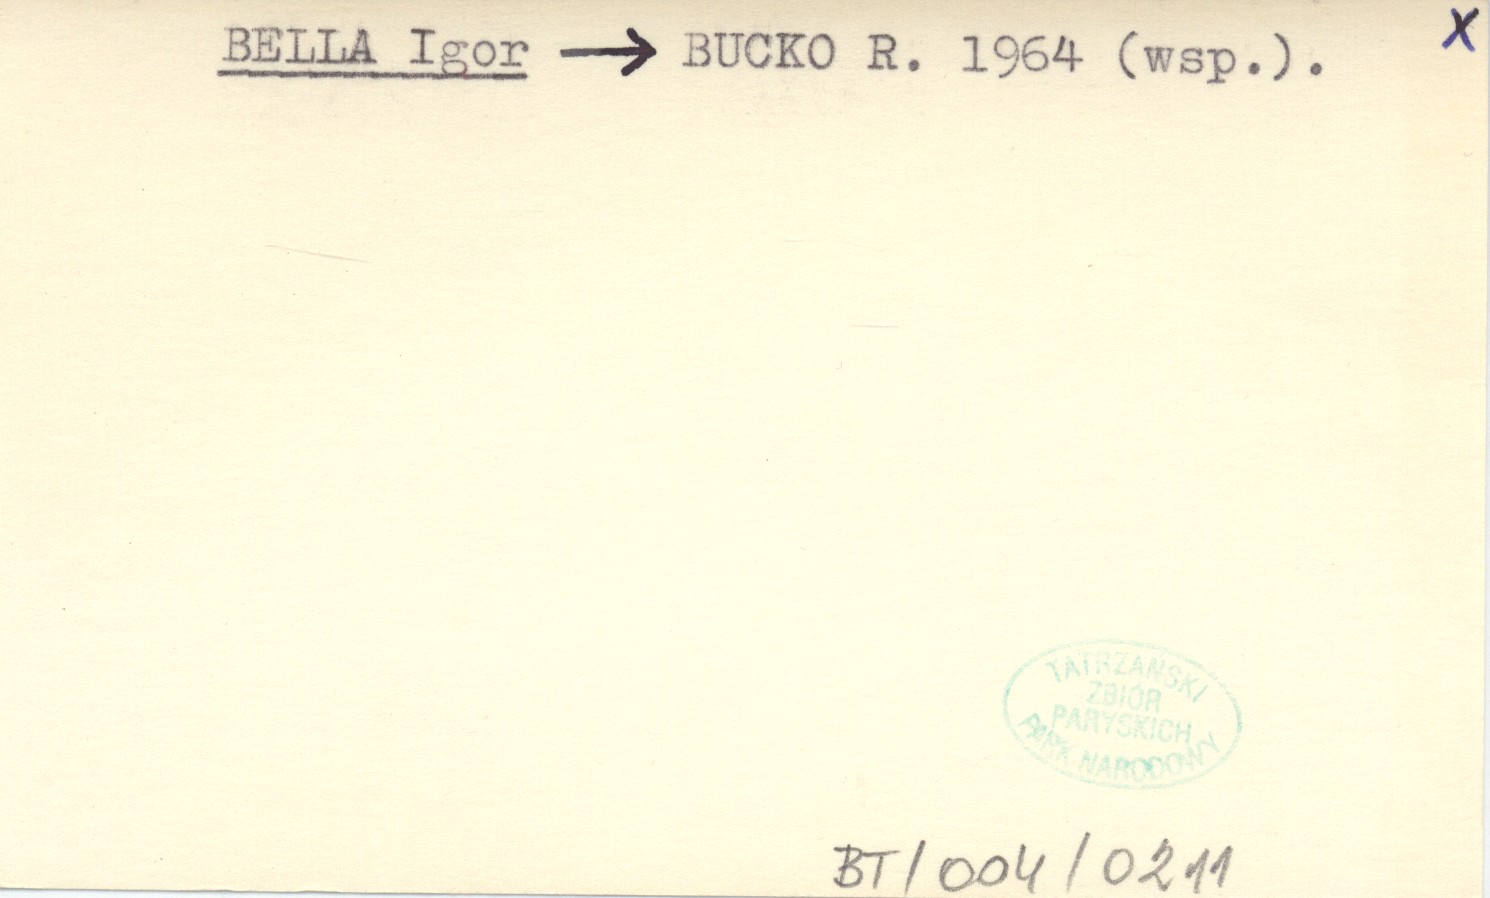 BELLA Igor → BUCKO R. 1964 (wsp.).
X
TATRZAŃSKI
ZBIÓR
PARYSKICH
PARK NARODOWY
BT/004/0211